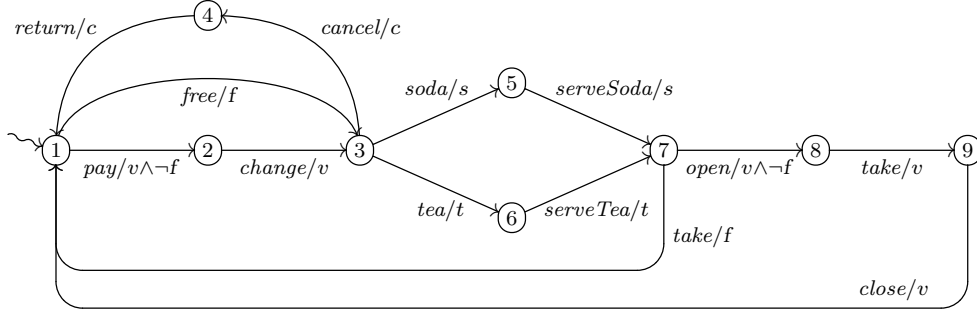 4
return/c
cancel/c
free/f
soda/s
5
serveSoda/s
1
pay/v∧¬f
2
change/v
3
7
open/v∧¬f
8
take/v
9
tea/t
6
serveTea/t
take/f
close/v